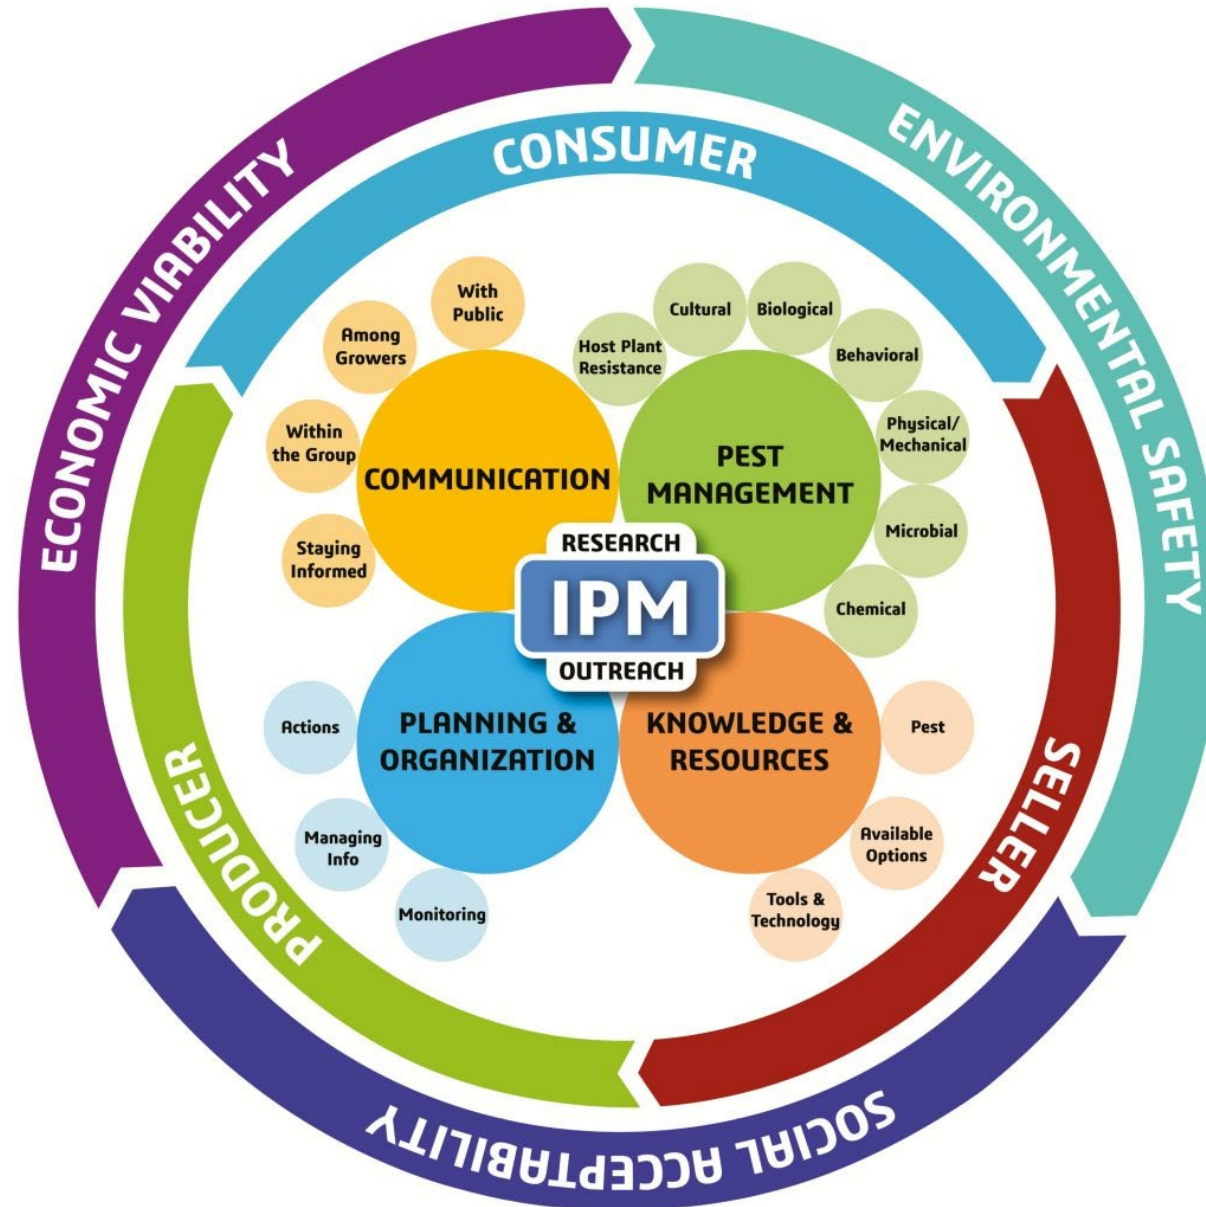 ECONOMIC VIABILITY
ENVIRONMENTAL SAFETY
SOCIAL ACCEPTABILITY
CONSUMER
SELLER
PRODUCER
With
Public
Among
Growers
Within
the Group
Staying
Informed
COMMUNICATION
Host Plant
Resistance
Cultural
Biological
Behavioral
Physical/
Mechanical
Microbial
Chemical
PEST
MANAGEMENT
RESEARCH
IPM
OUTREACH
Actions
Managing
Info
Monitoring
PLANNING &
ORGANIZATION
KNOWLEDGE &
RESOURCES
Pest
Available
Options
Tools &
Technology